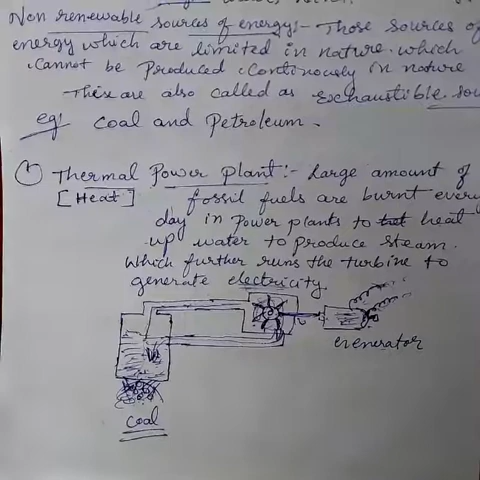 Non renewable sources of energy:- Those sources of
energy which are limited in nature. which
cannot be produced continously in nature
These are also called as exhaustible sou
eg: Coal and Petroleum.
① Thermal Power plant:- Large amount of
[Heat] fossil fuels are burnt every
day in power plants to heat
up water to produce steam.
which further runs the turbine to
generate electricity.
Generator
Coal